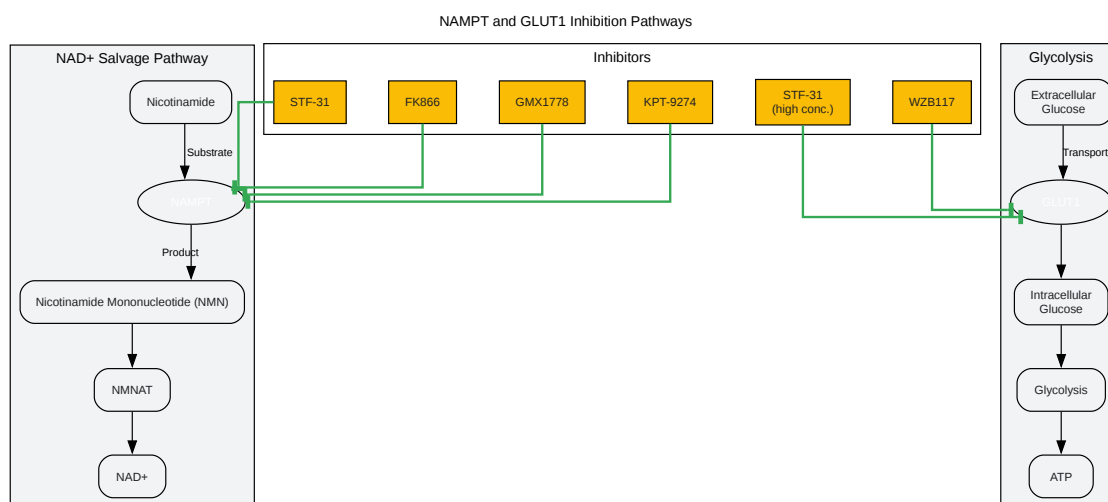 NAMPT and GLUT1 Inhibition Pathways
NAD+ Salvage Pathway
Nicotinamide
Substrate
NAMPT
Product
Nicotinamide Mononucleotide (NMN)
NMNAT
NAD+
Inhibitors
STF-31
FK866
GMX1778
KPT-9274
STF-31
(high conc.)
WZB117
Glycolysis
Extracellular
Glucose
Transport
GLUT1
Intracellular
Glucose
Glycolysis
ATP